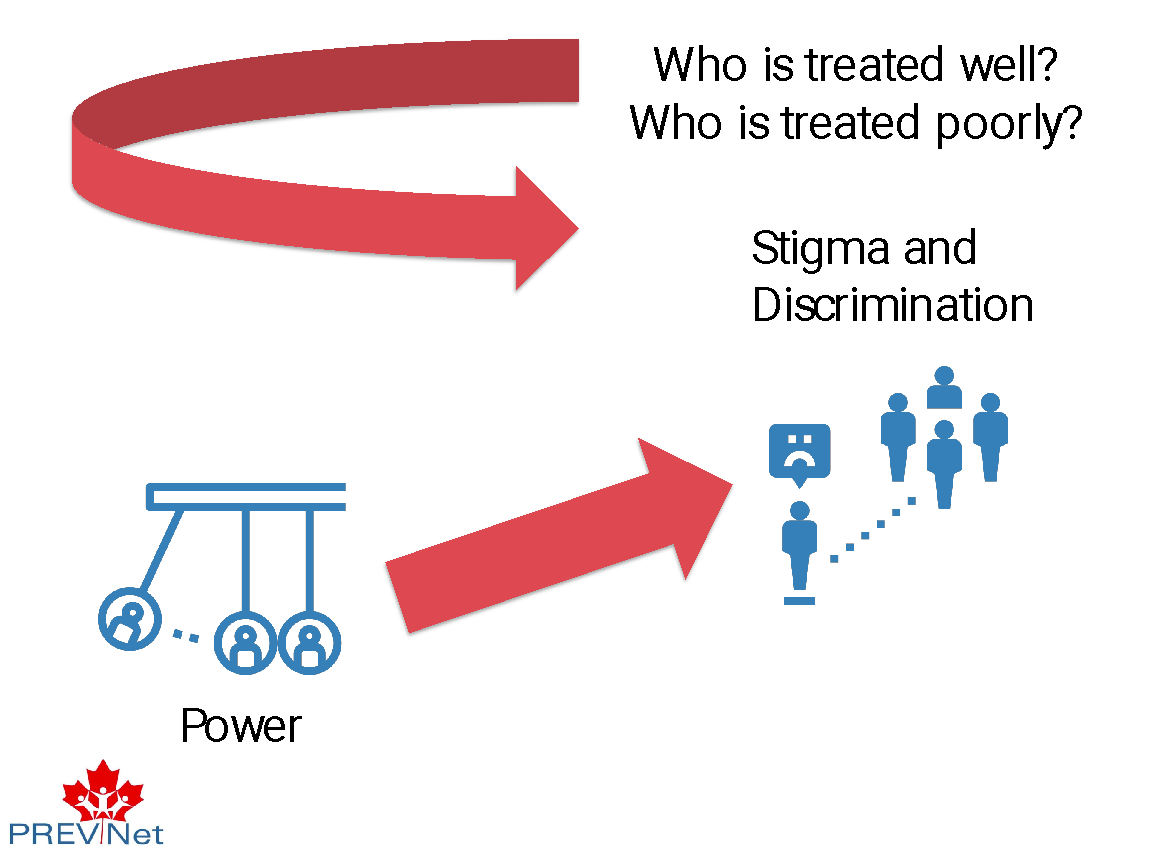 Who is treated well?
Who is treated poorly?
Stigma and
Discrimination
Power
PREVNet